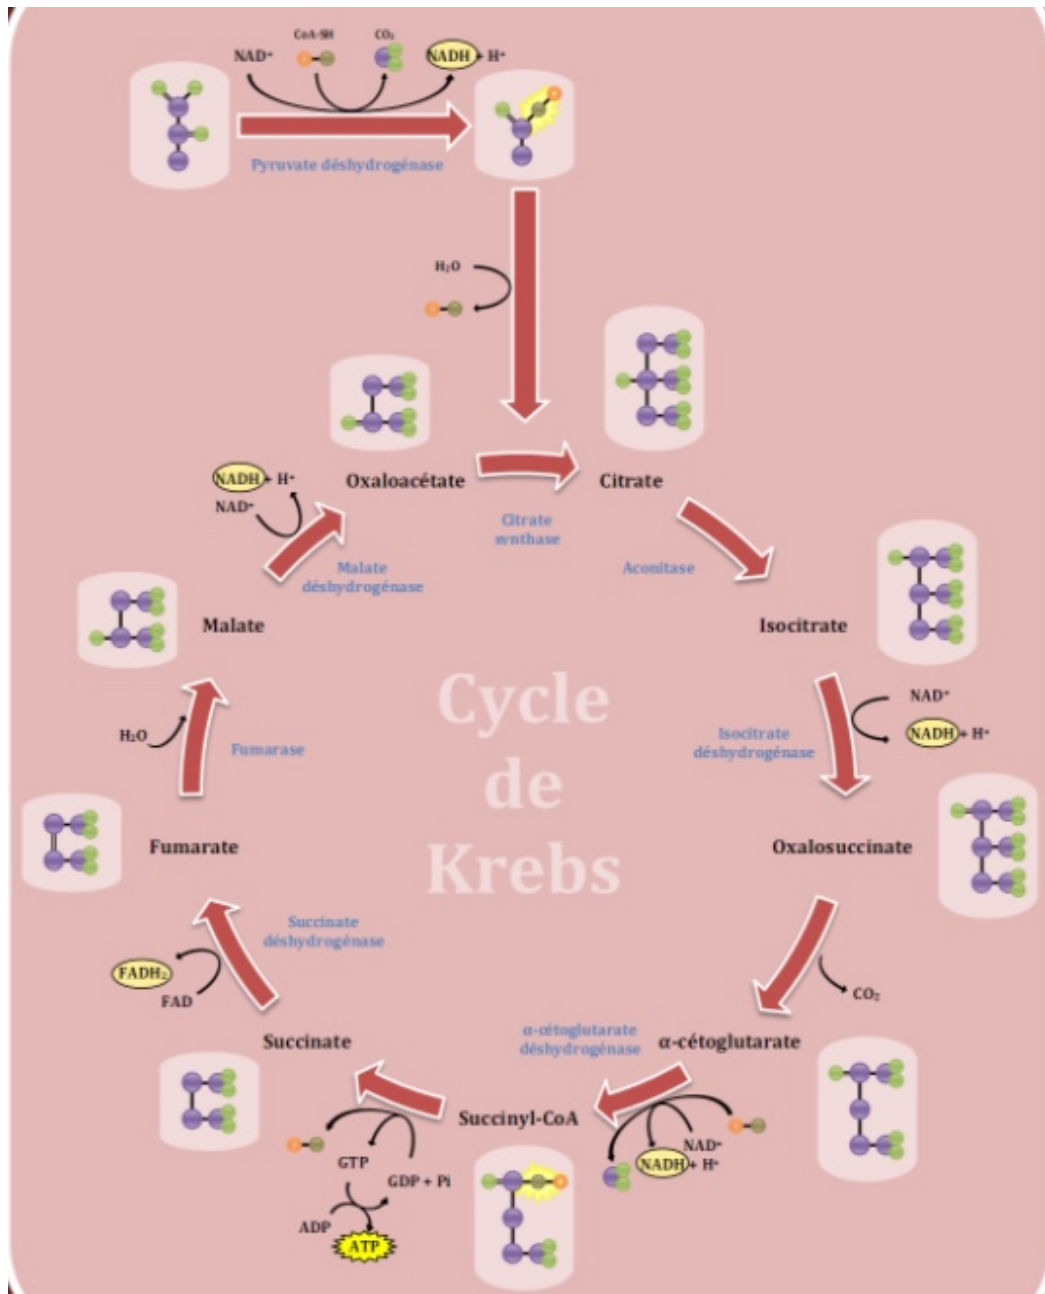 CoA-SH
CO₂
NAD⁺
NADH + H⁺
Pyruvate déshydrogénase
H₂O
Oxaloacétate
Citrate
Citrate
synthase
Aconitase
NADH + H⁺
NAD⁺
Malate
déshydrogénase
Malate
Isocitrate
Cycle
de
Krebs
NAD⁺
NADH + H⁺
Isocitrate
déshydrogénase
H₂O
Fumarase
Fumarate
Oxalosuccinate
Succinate
déshydrogénase
FADH₂
FAD
CO₂
Succinate
α-cétoglutarate
déshydrogénase
α-cétoglutarate
Succinyl-CoA
NAD⁺
NADH + H⁺
GTP
GDP + Pi
ADP
ATP